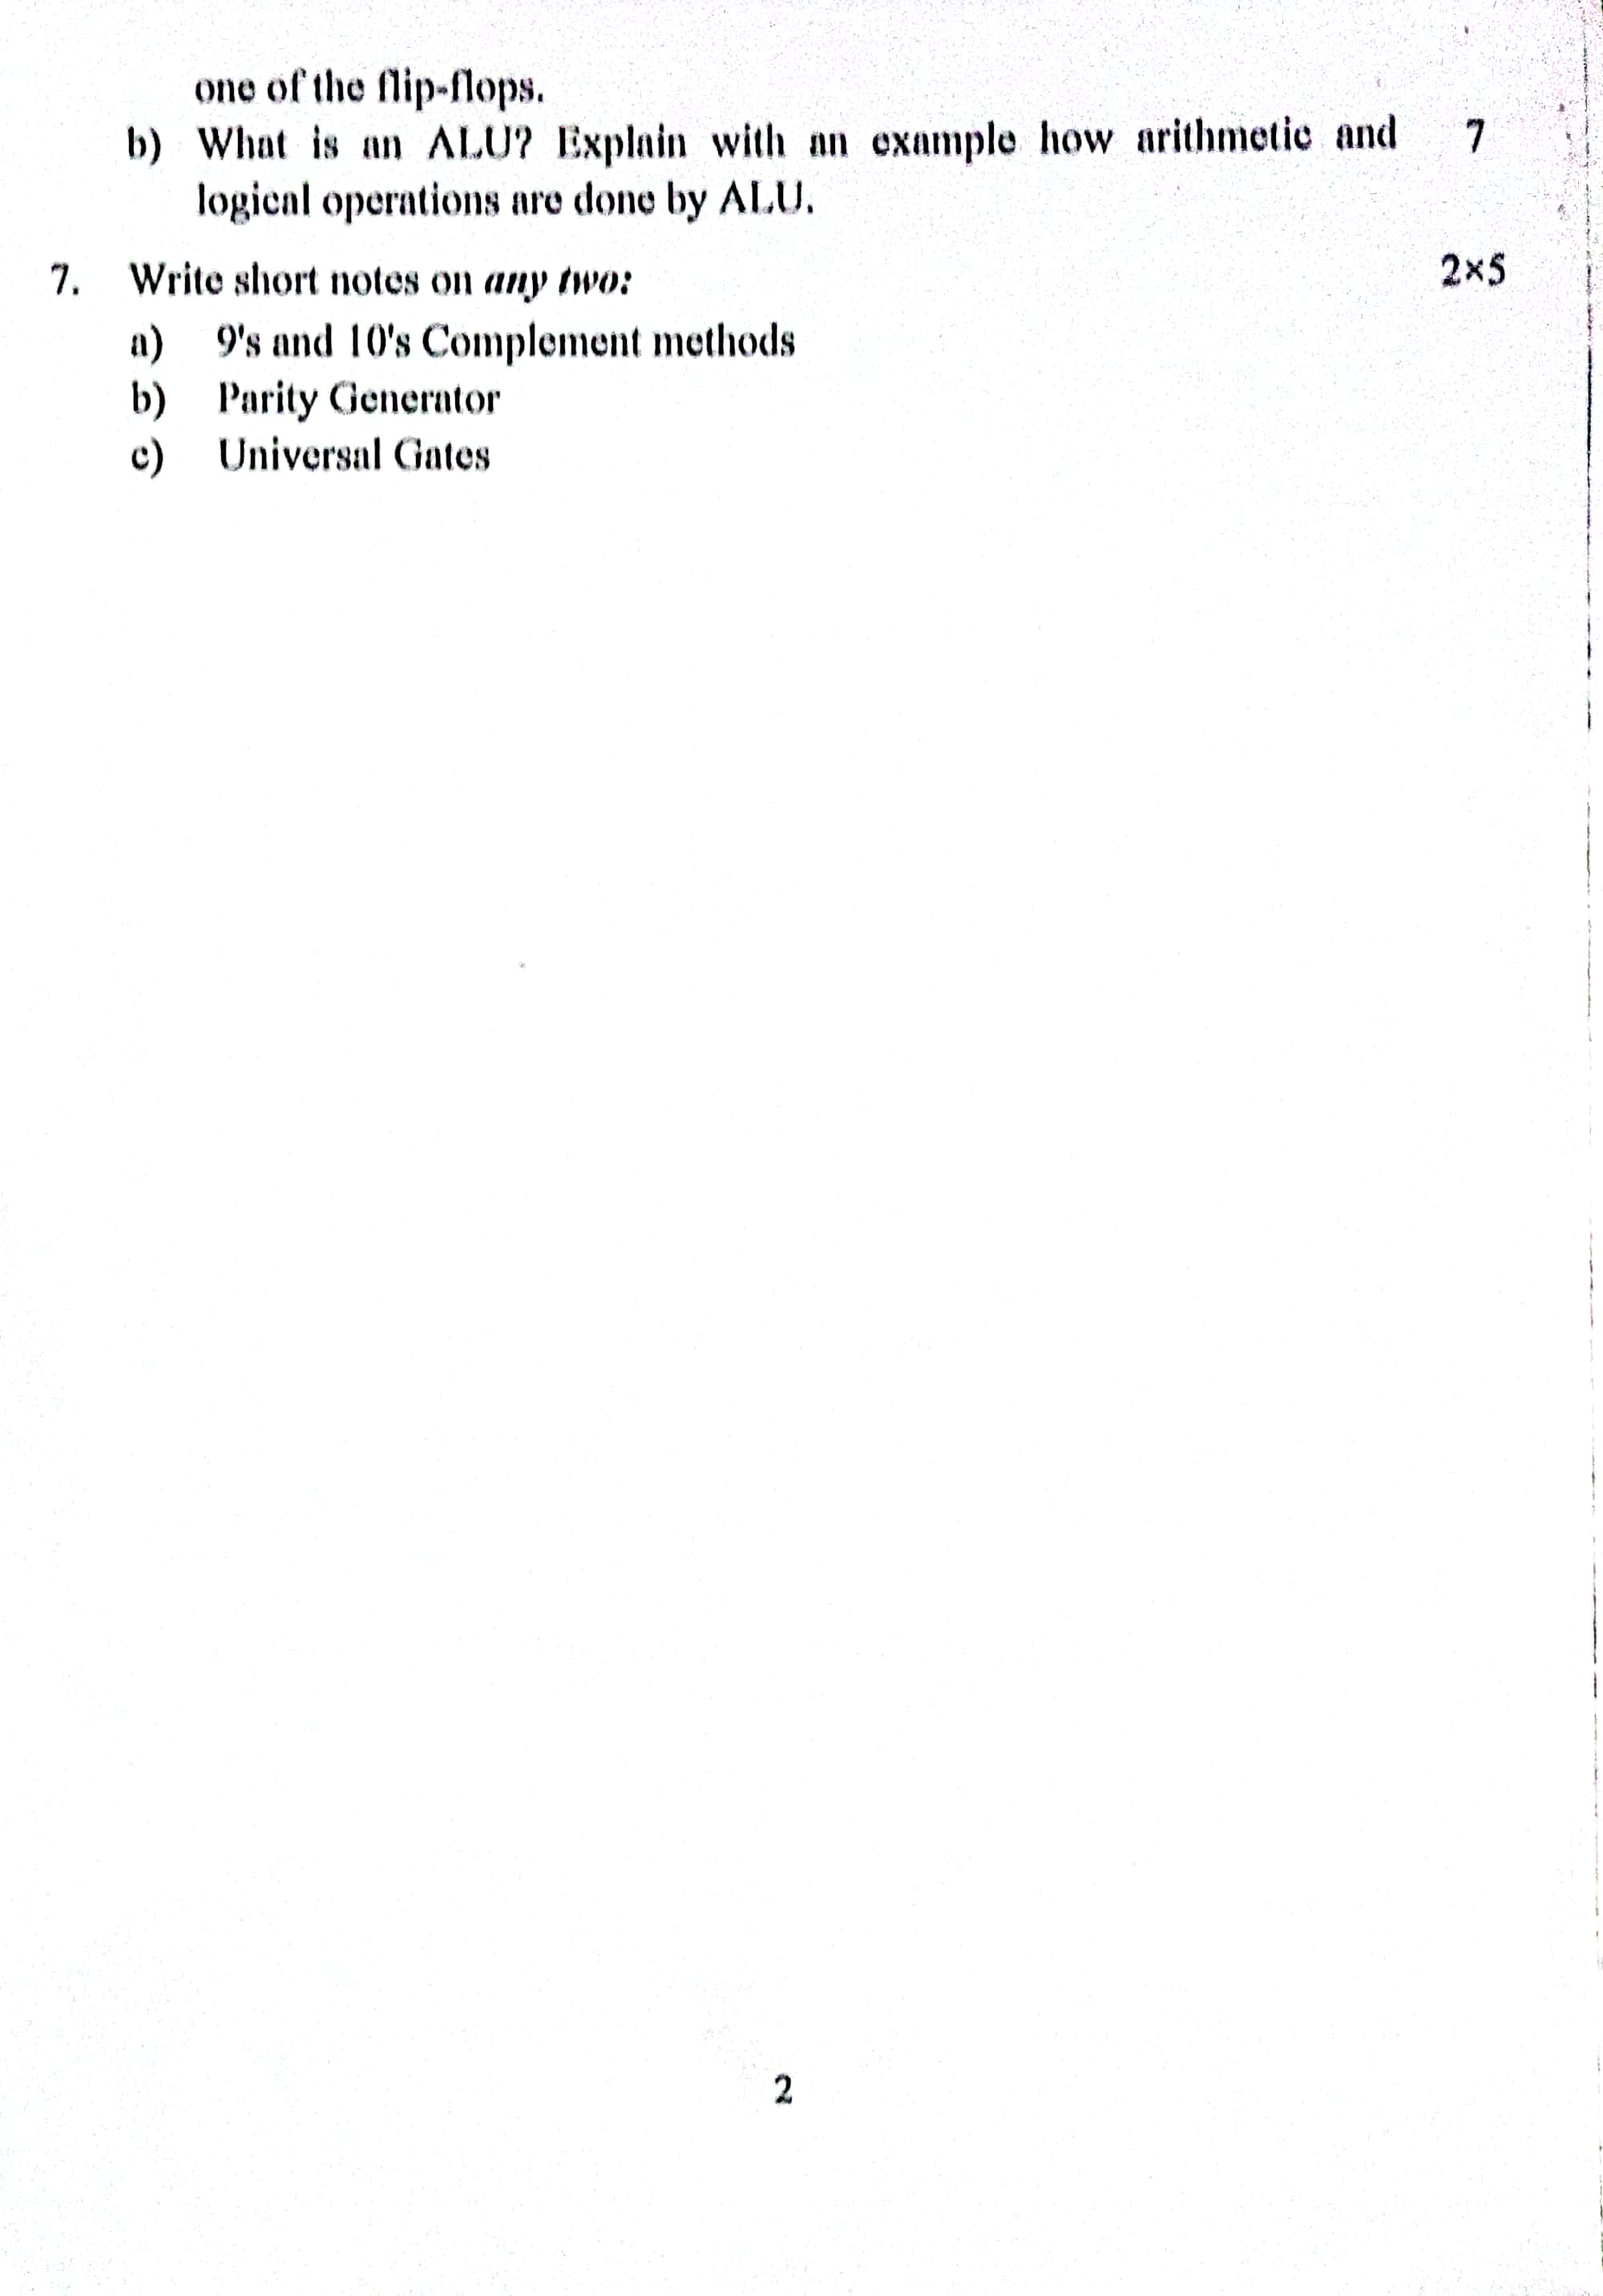 one of the flip-flops.
b) What is an ALU? Explain with an example how arithmetic and 7
logical operations are done by ALU.
7. Write short notes on any two: 2×5
a) 9's and 10's Complement methods
b) Parity Generator
c) Universal Gates
2